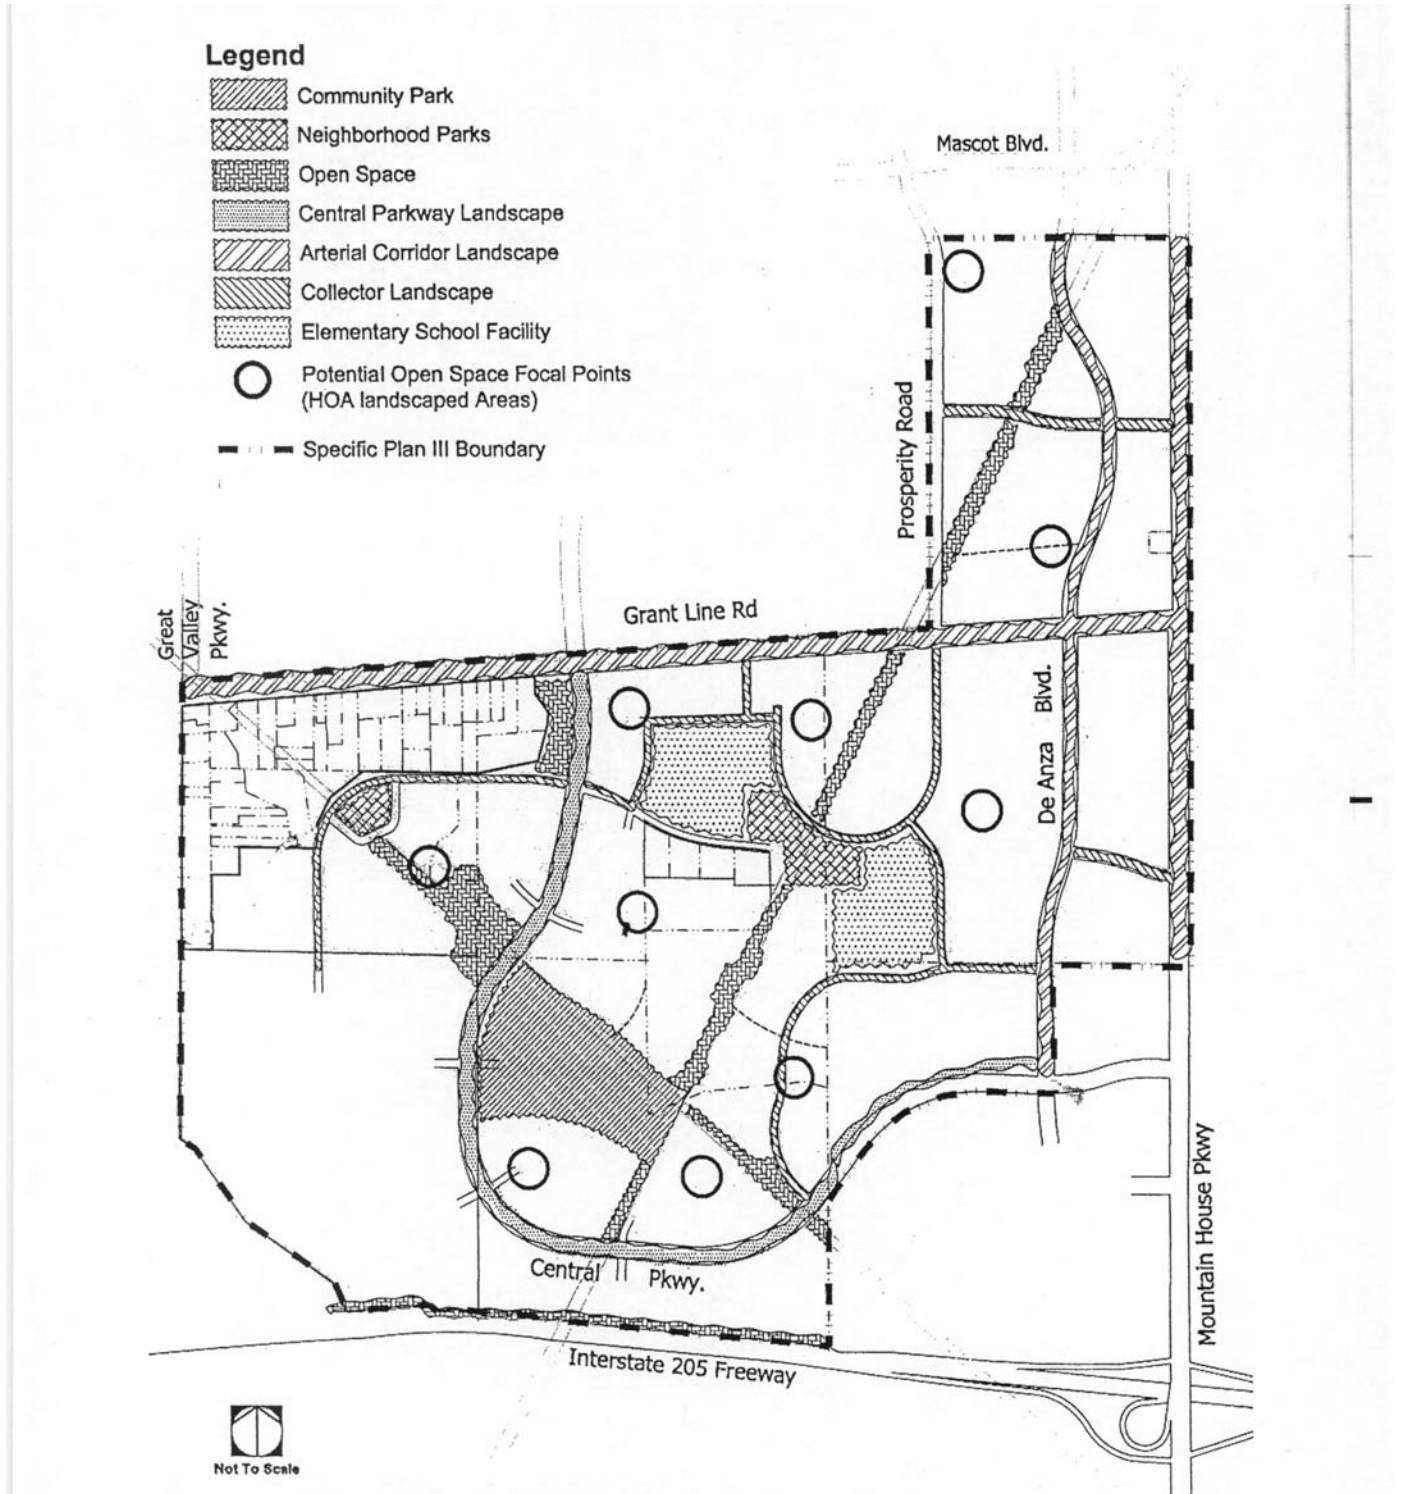 Legend
Community Park
Neighborhood Parks
Open Space
Central Parkway Landscape
Arterial Corridor Landscape
Collector Landscape
Elementary School Facility
Potential Open Space Focal Points
(HOA landscaped Areas)
Specific Plan III Boundary
Mascot Blvd.
Prosperity Road
Great
Valley
Pkwy.
Grant Line Rd
De Anza Blvd.
Mountain House Pkwy
Central Pkwy.
Interstate 205 Freeway
Not To Scale